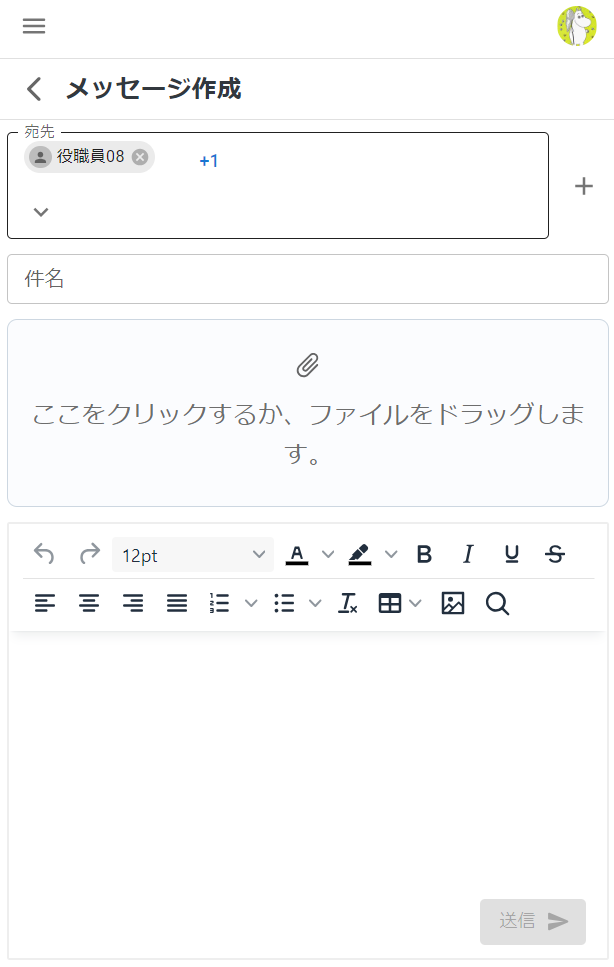 メッセージ作成
宛先
役職員08 +1
件名
ここをクリックするか、ファイルをドラッグしま
す。
12pt
送信